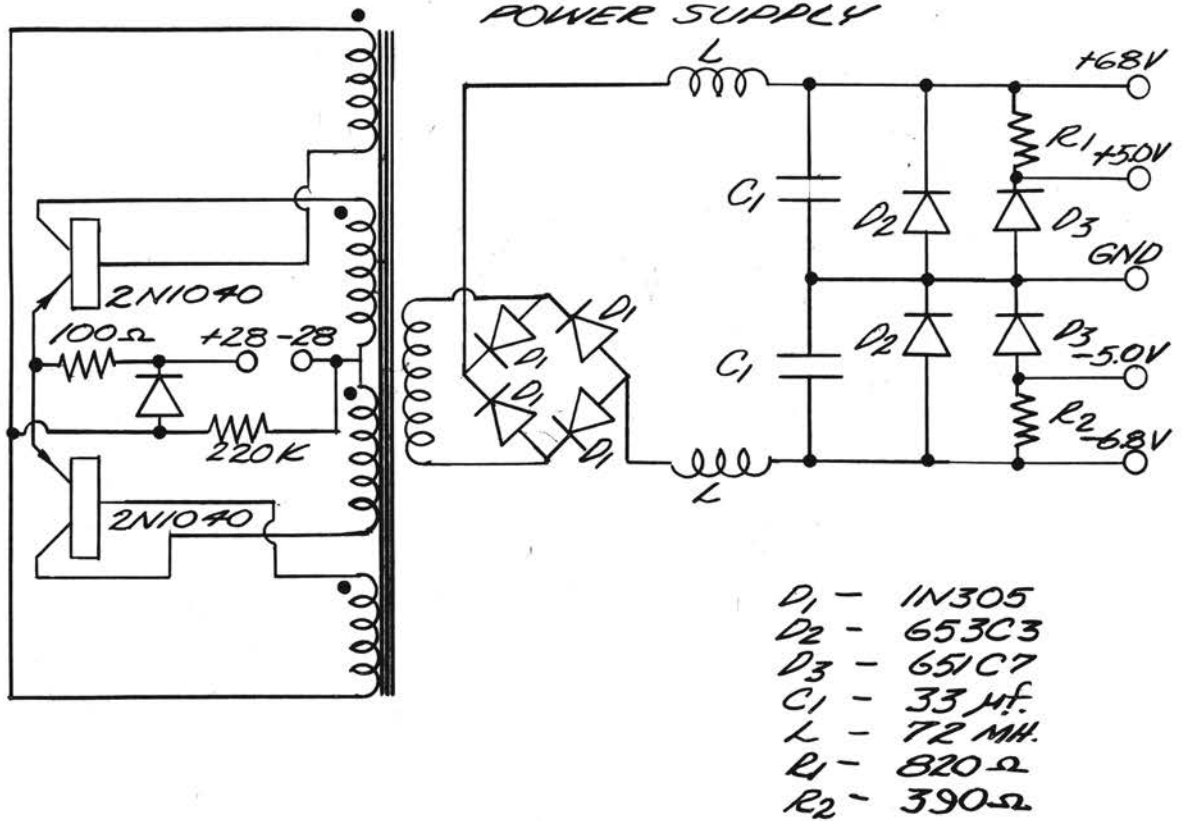 POWER SUPPLY
L
+68V
R1
+5.0V
C1
D2
D3
GND
2N1040
100Ω
+28
-28
D1
D1
D1
D1
C1
D2
D3
-5.0V
220K
R2
-6.8V
L
2N1040
D1 - 1N305
D2 - 653C3
D3 - 651C7
C1 - 33 μf.
L - 72 MH.
R1 - 820Ω
R2 - 390Ω